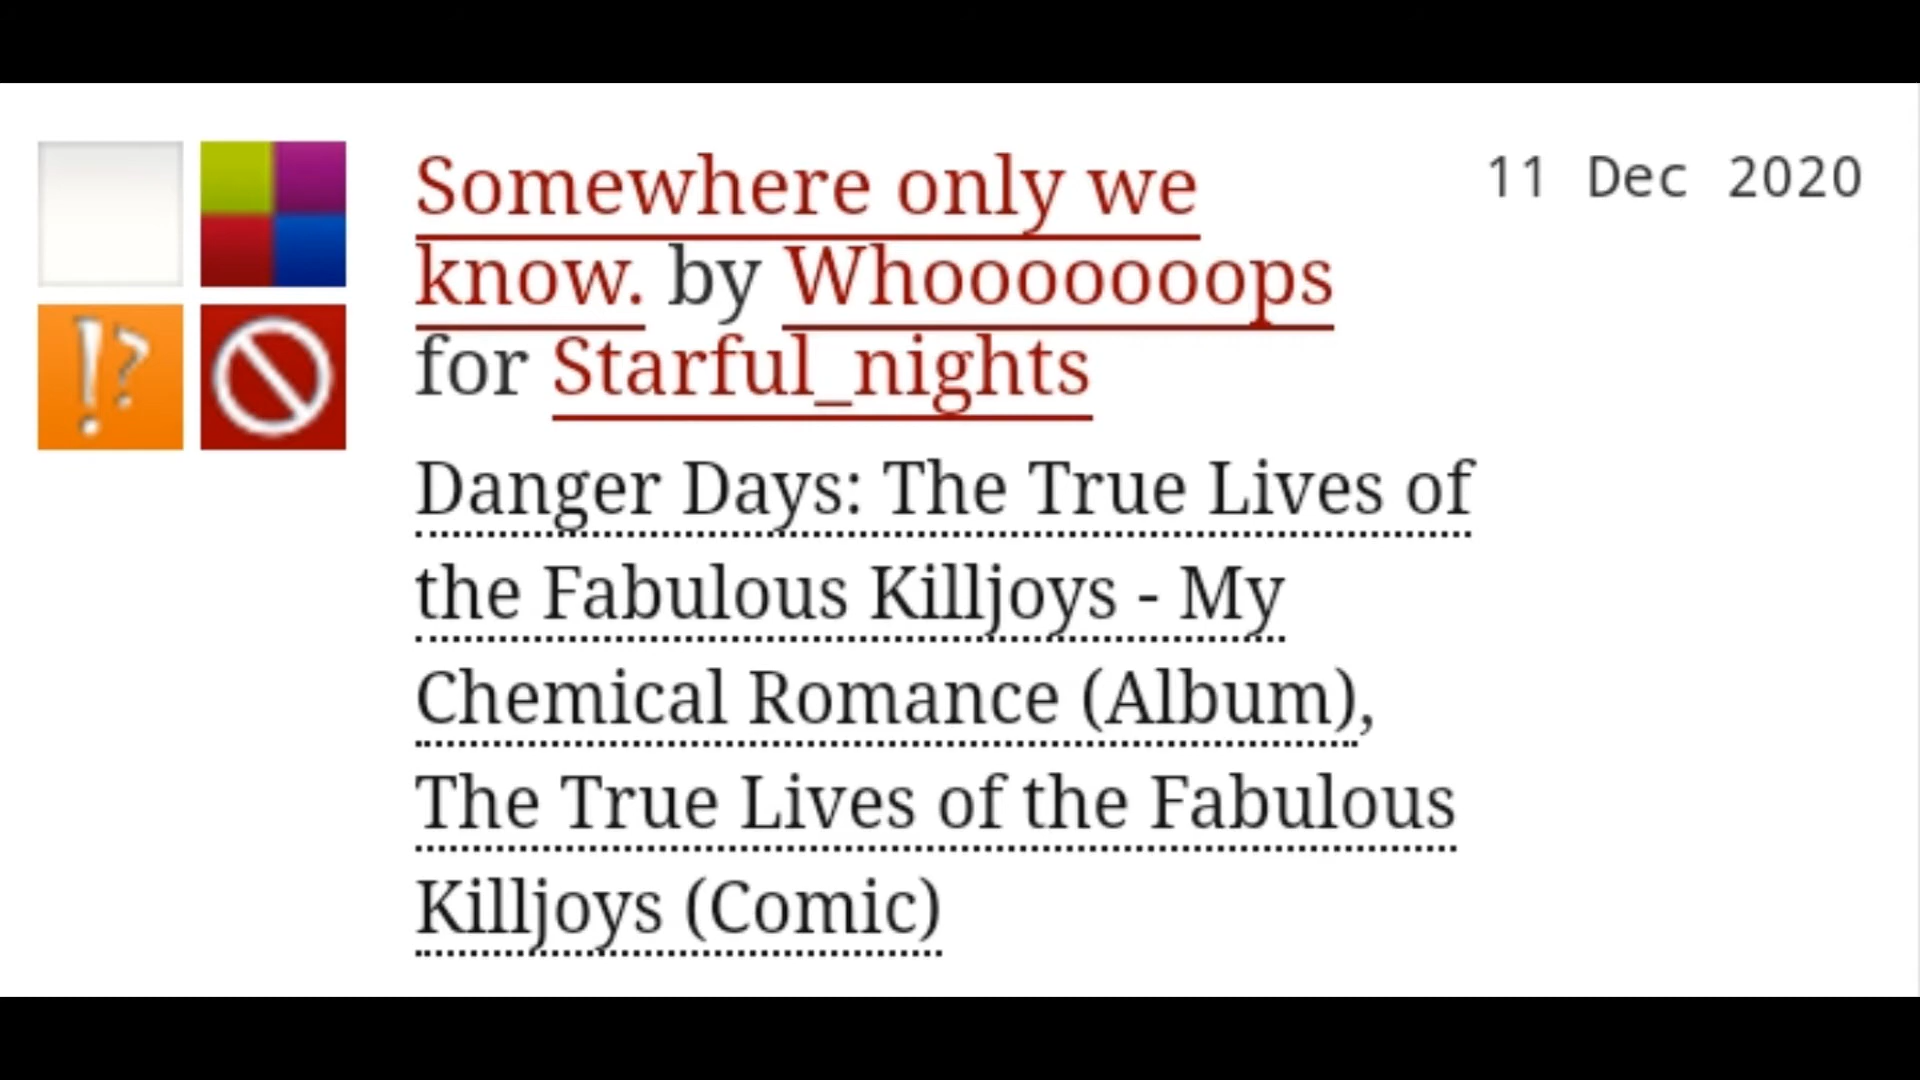 Somewhere only we
11 Dec 2020
know. by Whoooooooops
for Starful_nights
!?
Danger Days: The True Lives of
the Fabulous Killjoys - My
Chemical Romance (Album),
The True Lives of the Fabulous
Killjoys (Comic)